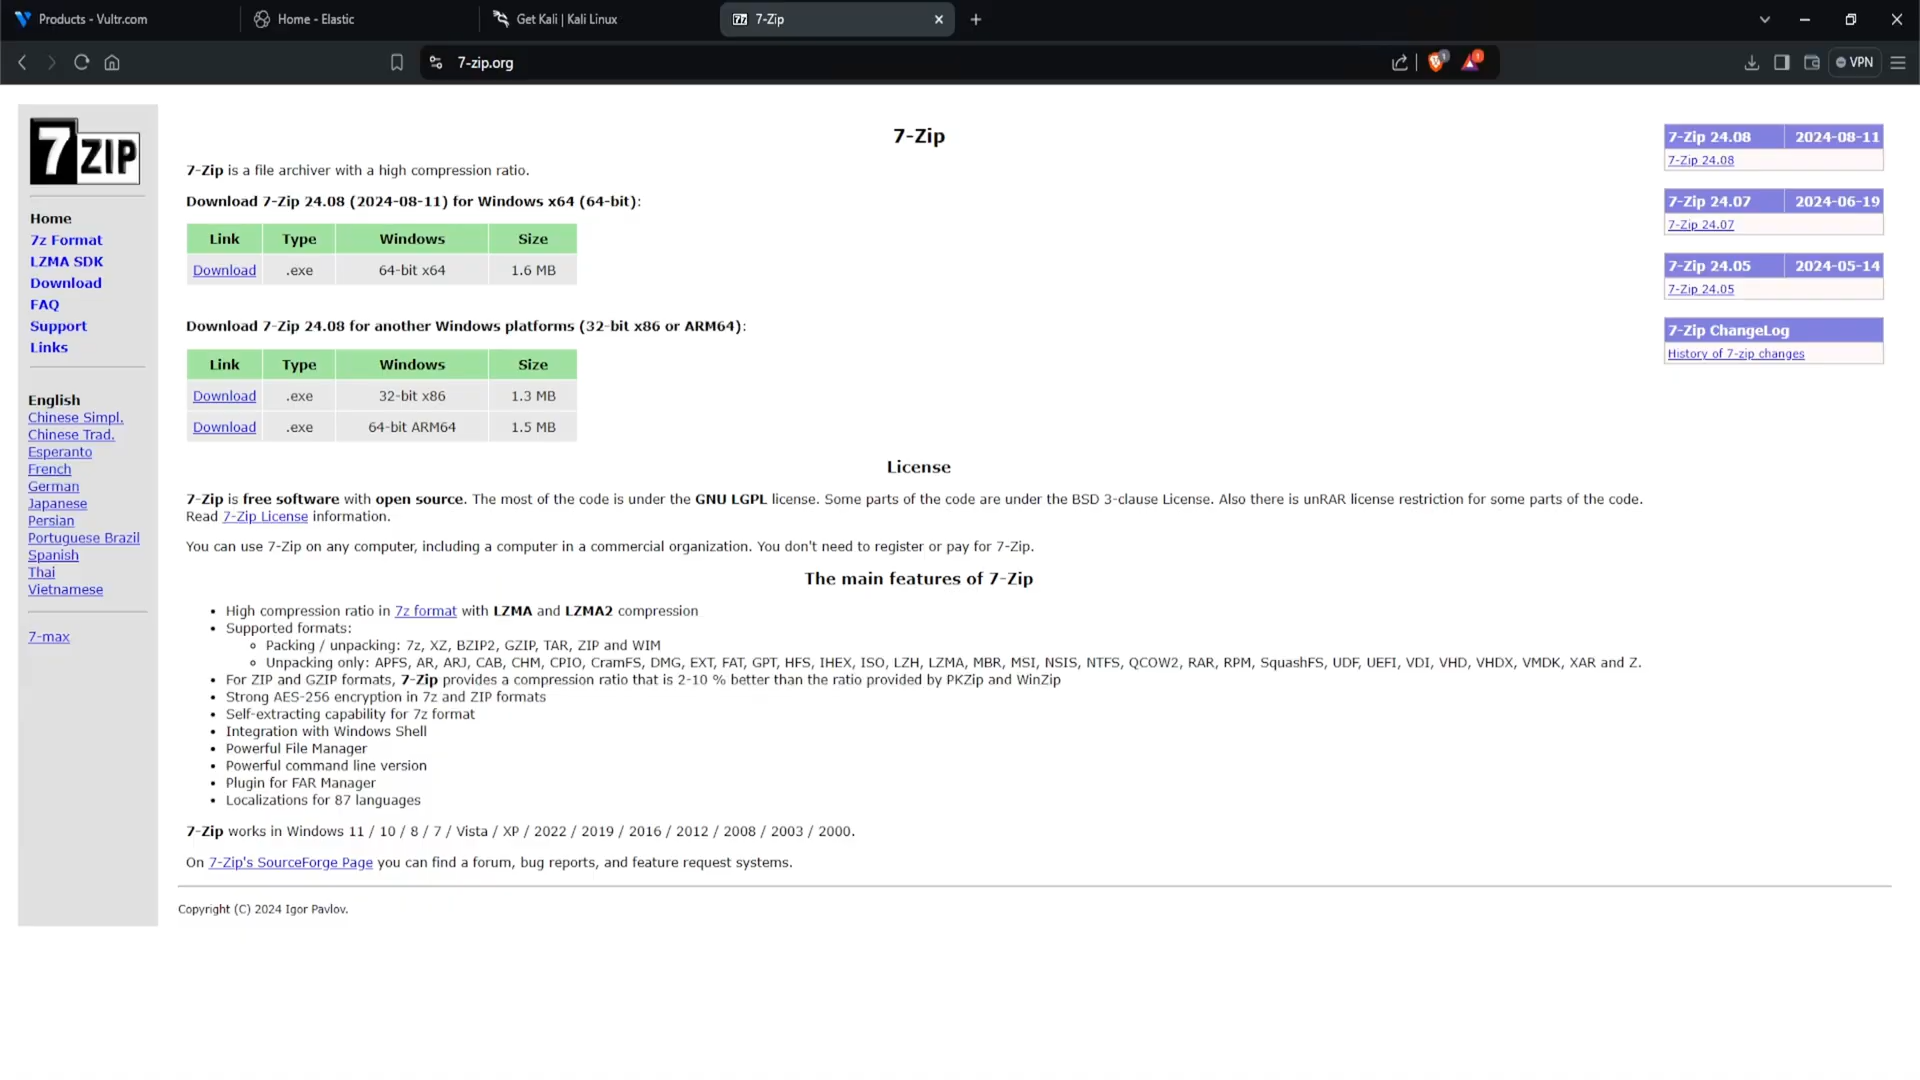 Products - Vultr.com
Home - Elastic
Get Kali | Kali Linux
7-Zip
7-zip.org
1
1
VPN
7 ZIP
Home
7z Format
LZMA SDK
Download
FAQ
Support
Links
English
Chinese Simpl.
Chinese Trad.
Esperanto
French
German
Japanese
Persian
Portuguese Brazil
Spanish
Thai
Vietnamese
7-max
7-Zip
7-Zip is a file archiver with a high compression ratio.
Download 7-Zip 24.08 (2024-08-11) for Windows x64 (64-bit):
Link Type Windows Size
Download .exe 64-bit x64 1.6 MB
Download 7-Zip 24.08 for another Windows platforms (32-bit x86 or ARM64):
Link Type Windows Size
Download .exe 32-bit x86 1.3 MB
Download .exe 64-bit ARM64 1.5 MB
License
7-Zip is free software with open source. The most of the code is under the GNU LGPL license. Some parts of the code are under the BSD 3-clause License. Also there is unRAR license restriction for some parts of the code.
Read 7-Zip License information.
You can use 7-Zip on any computer, including a computer in a commercial organization. You don't need to register or pay for 7-Zip.
The main features of 7-Zip
• High compression ratio in 7z format with LZMA and LZMA2 compression
• Supported formats:
◦ Packing / unpacking: 7z, XZ, BZIP2, GZIP, TAR, ZIP and WIM
◦ Unpacking only: APFS, AR, ARJ, CAB, CHM, CPIO, CramFS, DMG, EXT, FAT, GPT, HFS, IHEX, ISO, LZH, LZMA, MBR, MSI, NSIS, NTFS, QCOW2, RAR, RPM, SquashFS, UDF, UEFI, VDI, VHD, VHDX, VMDK, XAR and Z.
• For ZIP and GZIP formats, 7-Zip provides a compression ratio that is 2-10 % better than the ratio provided by PKZip and WinZip
• Strong AES-256 encryption in 7z and ZIP formats
• Self-extracting capability for 7z format
• Integration with Windows Shell
• Powerful File Manager
• Powerful command line version
• Plugin for FAR Manager
• Localizations for 87 languages
7-Zip works in Windows 11 / 10 / 8 / 7 / Vista / XP / 2022 / 2019 / 2016 / 2012 / 2008 / 2003 / 2000.
On 7-Zip's SourceForge Page you can find a forum, bug reports, and feature request systems.
Copyright (C) 2024 Igor Pavlov.
7-Zip 24.08 2024-08-11
7-Zip 24.08
7-Zip 24.07 2024-06-19
7-Zip 24.07
7-Zip 24.05 2024-05-14
7-Zip 24.05
7-Zip ChangeLog
History of 7-zip changes